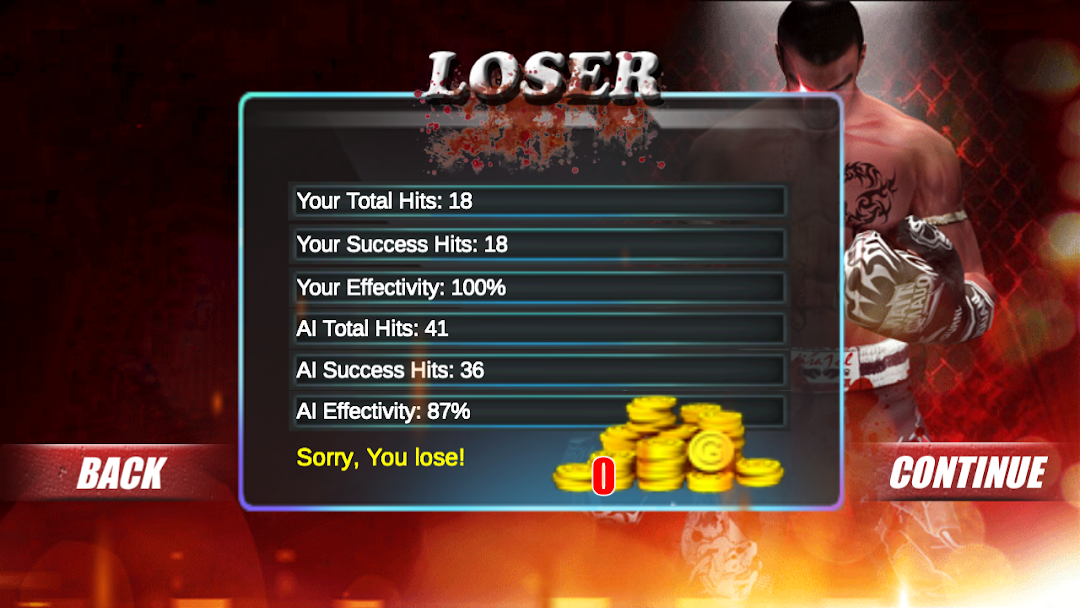 LOSER
Your Total Hits: 18
Your Success Hits: 18
Your Effectivity: 100%
AI Total Hits: 41
AI Success Hits: 36
AI Effectivity: 87%
Sorry, You lose!
0
BACK
CONTINUE